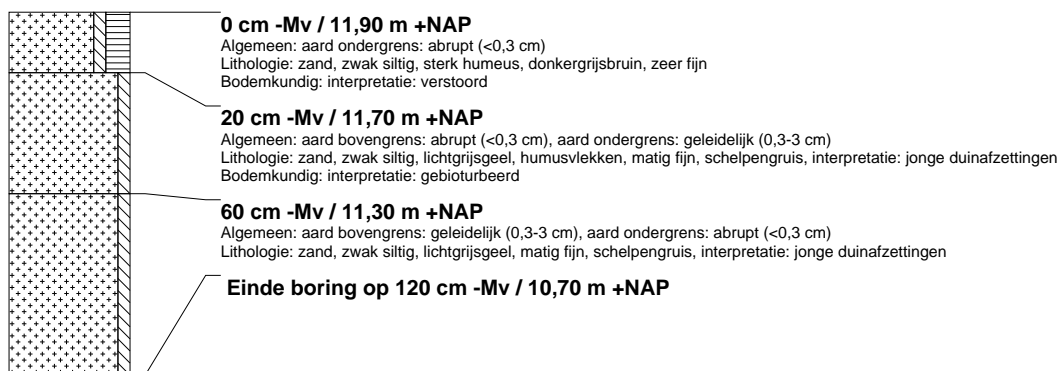 0 cm -Mv / 11,90 m +NAP
Algemeen: aard ondergrens: abrupt (<0,3 cm)
Lithologie: zand, zwak siltig, sterk humeus, donkergrijsbruin, zeer fijn
Bodemkundig: interpretatie: verstoord
20 cm -Mv / 11,70 m +NAP
Algemeen: aard bovengrens: abrupt (<0,3 cm), aard ondergrens: geleidelijk (0,3-3 cm)
Lithologie: zand, zwak siltig, lichtgrijsgeel, humusvlekken, matig fijn, schelpengruis, interpretatie: jonge duinafzettingen
Bodemkundig: interpretatie: gebioturbeerd
60 cm -Mv / 11,30 m +NAP
Algemeen: aard bovengrens: geleidelijk (0,3-3 cm), aard ondergrens: abrupt (<0,3 cm)
Lithologie: zand, zwak siltig, lichtgrijsgeel, matig fijn, schelpengruis, interpretatie: jonge duinafzettingen
Einde boring op 120 cm -Mv / 10,70 m +NAP